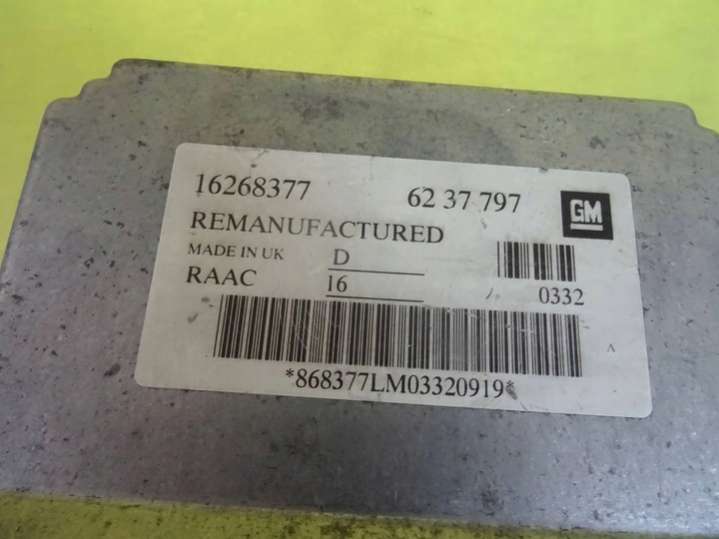 16268377 62 37 797 GM
REMANUFACTURED
MADE IN UK D
RAAC 16 0332
A
*868377LM03320919*